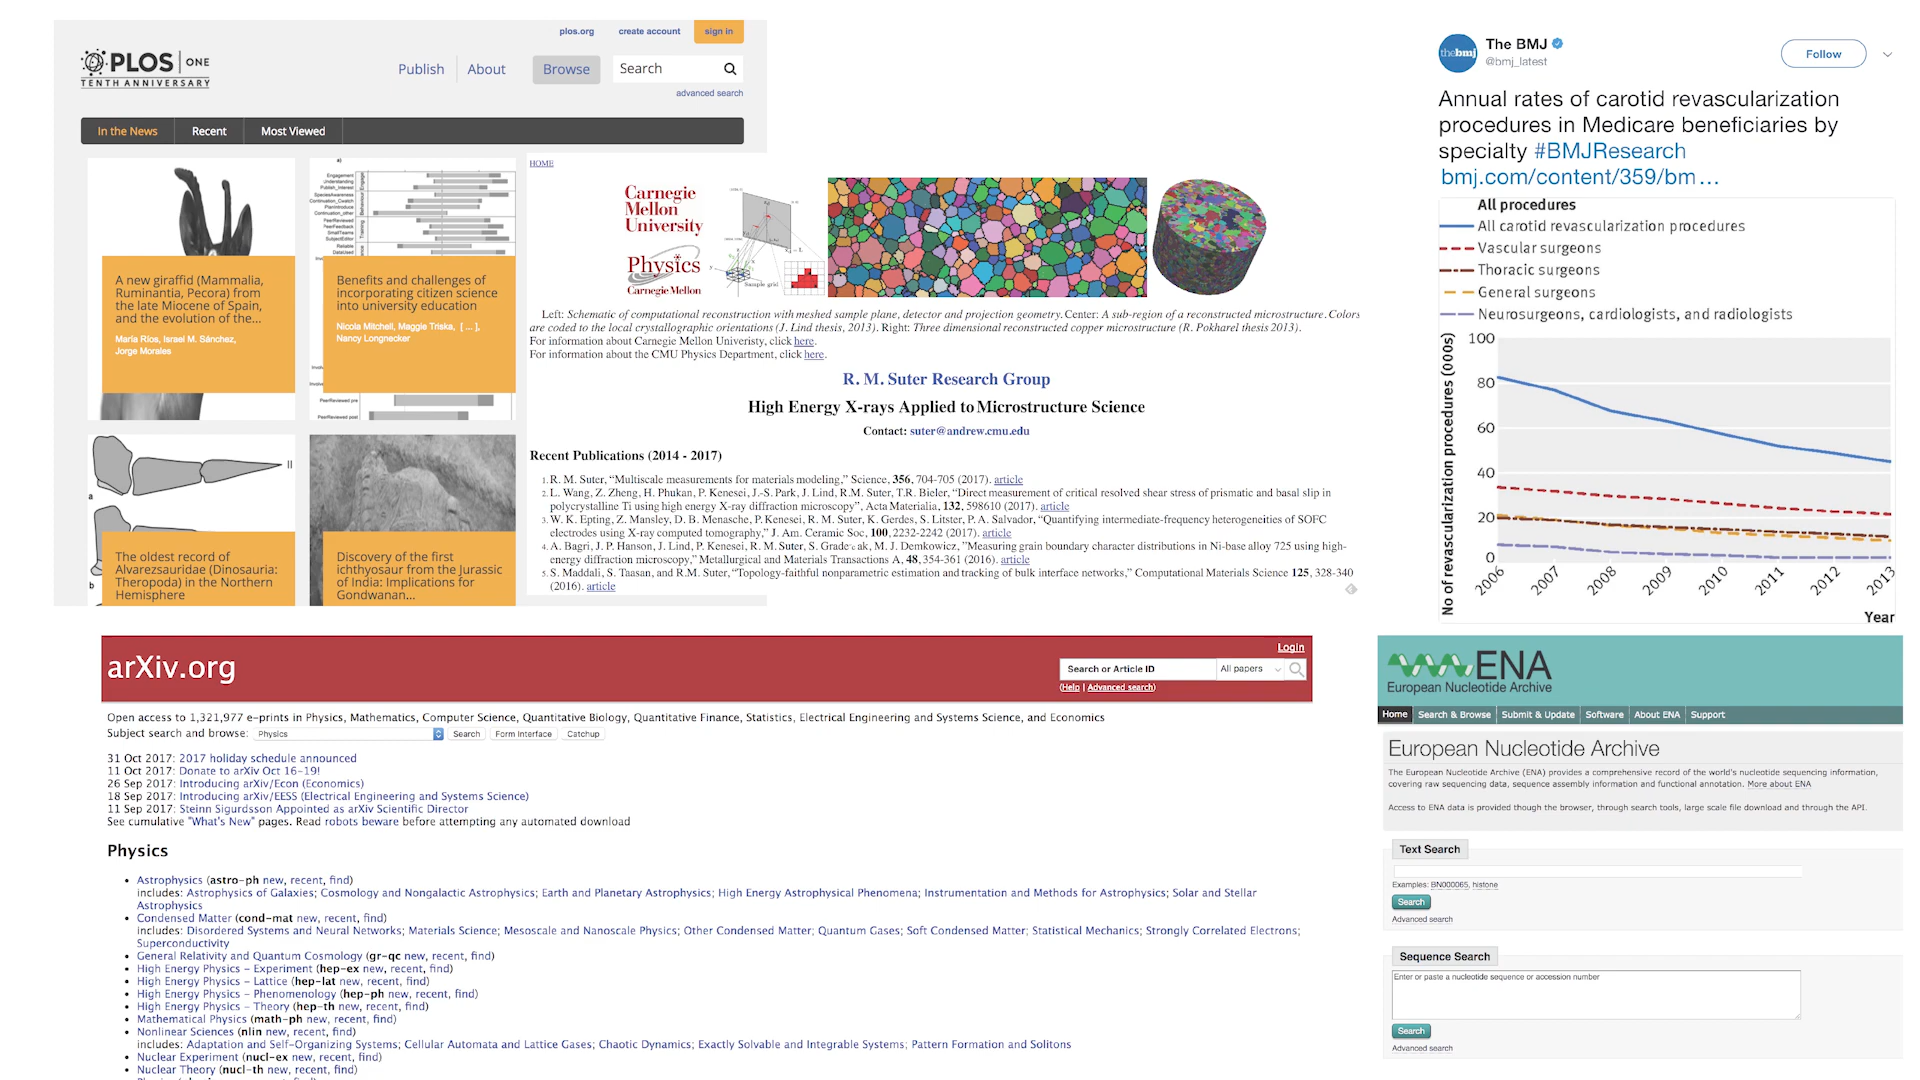 plos.org create account sign in
PLOS ONE
TENTH ANNIVERSARY
Publish About Browse Search
advanced search
In the News Recent Most Viewed
A new giraffid (Mammalia,
Ruminantia, Pecora) from
the late Miocene of Spain,
and the evolution of the...
María Ríos, Israel M. Sánchez,
Jorge Morales
a)
Engagement
Understanding
Publish_Interest
SpeciesAwareness
Continuation_Cwatch
PlanIntroduce
Continuation_other
PeerReviewed
PeerFeedback
SmallTeams
SubjectEditor
Reliable
DataUsed
Benefits and challenges of
incorporating citizen science
into university education
Nicola Mitchell, Maggie Triska, [ ... ],
Nancy Longnecker
PeerReviewed pre
PeerReviewed post
II
a
b
The oldest record of
Alvarezsauridae (Dinosauria:
Theropoda) in the Northern
Hemisphere
Discovery of the first
ichthyosaur from the Jurassic
of India: Implications for
Gondwanan...
HOME
Carnegie
Mellon
University
Physics
Carnegie Mellon
Sample grid
Left: Schematic of computational reconstruction with meshed sample plane, detector and projection geometry. Center: A sub-region of a reconstructed microstructure. Colors
are coded to the local crystallographic orientations (J. Lind thesis, 2013). Right: Three dimensional reconstructed copper microstructure (R. Pokharel thesis 2013).
For information about Carnegie Mellon Univeristy, click here.
For information about the CMU Physics Department, click here.
R. M. Suter Research Group
High Energy X-rays Applied to Microstructure Science
Contact: suter@andrew.cmu.edu
Recent Publications (2014 - 2017)
1. R. M. Suter, “Multiscale measurements for materials modeling,” Science, 356, 704-705 (2017). article
2. L. Wang, Z. Zheng, H. Phukan, P. Kenesei, J.-S. Park, J. Lind, R.M. Suter, T.R. Bieler, “Direct measurement of critical resolved shear stress of prismatic and basal slip in
polycrystalline Ti using high energy X-ray diffraction microscopy”, Acta Materialia, 132, 598610 (2017). article
3. W. K. Epting, Z. Mansley, D. B. Menasche, P. Kenesei, R. M. Suter, K. Gerdes, S. Litster, P. A. Salvador, “Quantifying intermediate-frequency heterogeneities of SOFC
electrodes using X-ray computed tomography,” J. Am. Ceramic Soc, 100, 2232-2242 (2017). article
4. A. Bagri, J. P. Hanson, J. Lind, P. Kenesei, R. M. Suter, S. M. J. Demkowicz, "Measuring grain boundary character distributions in Ni-base alloy 725 using high-
energy diffraction microscopy,” Metallurgical and Materials Transactions A, 48, 354-361 (2016). article
5. S. Maddali, S. Taasan, and R.M. Suter, “Topology-faithful nonparametric estimation and tracking of bulk interface networks,” Computational Materials Science 125, 328-340
(2016). article
thebmj
The BMJ
@bmj_latest
Follow
Annual rates of carotid revascularization
procedures in Medicare beneficiaries by
specialty #BMJResearch
bmj.com/content/359/bm…
All procedures
All carotid revascularization procedures
Vascular surgeons
Thoracic surgeons
General surgeons
Neurosurgeons, cardiologists, and radiologists
No of revascularization procedures (000s)
100
80
60
40
20
0
2006 2007 2008 2009 2010 2011 2012 2013
Year
arXiv.org
Login
Search or Article ID All papers
(Help | Advanced search)
Open access to 1,321,977 e-prints in Physics, Mathematics, Computer Science, Quantitative Biology, Quantitative Finance, Statistics, Electrical Engineering and Systems Science, and Economics
Subject search and browse: Physics Search Form Interface Catchup
31 Oct 2017: 2017 holiday schedule announced
11 Oct 2017: Donate to arXiv Oct 16-19!
26 Sep 2017: Introducing arXiv/Econ (Economics)
18 Sep 2017: Introducing arXiv/EESS (Electrical Engineering and Systems Science)
11 Sep 2017: Steinn Sigurdsson Appointed as arXiv Scientific Director
See cumulative "What's New" pages. Read robots beware before attempting any automated download
Physics
• Astrophysics (astro-ph new, recent, find)
includes: Astrophysics of Galaxies; Cosmology and Nongalactic Astrophysics; Earth and Planetary Astrophysics; High Energy Astrophysical Phenomena; Instrumentation and Methods for Astrophysics; Solar and Stellar
Astrophysics
• Condensed Matter (cond-mat new, recent, find)
includes: Disordered Systems and Neural Networks; Materials Science; Mesoscale and Nanoscale Physics; Other Condensed Matter; Quantum Gases; Soft Condensed Matter; Statistical Mechanics; Strongly Correlated Electrons;
Superconductivity
• General Relativity and Quantum Cosmology (gr-qc new, recent, find)
• High Energy Physics - Experiment (hep-ex new, recent, find)
• High Energy Physics - Lattice (hep-lat new, recent, find)
• High Energy Physics - Phenomenology (hep-ph new, recent, find)
• High Energy Physics - Theory (hep-th new, recent, find)
• Mathematical Physics (math-ph new, recent, find)
• Nonlinear Sciences (nlin new, recent, find)
includes: Adaptation and Self-Organizing Systems; Cellular Automata and Lattice Gases; Chaotic Dynamics; Exactly Solvable and Integrable Systems; Pattern Formation and Solitons
• Nuclear Experiment (nucl-ex new, recent, find)
• Nuclear Theory (nucl-th new, recent, find)
ENA
European Nucleotide Archive
Home Search & Browse Submit & Update Software About ENA Support
European Nucleotide Archive
The European Nucleotide Archive (ENA) provides a comprehensive record of the world's nucleotide sequencing information,
covering raw sequencing data, sequence assembly information and functional annotation. More about ENA
Access to ENA data is provided though the browser, through search tools, large scale file download and through the API.
Text Search
Examples: BN000065, histone
Search
Advanced search
Sequence Search
Enter or paste a nucleotide sequence or accession number
Search
Advanced search